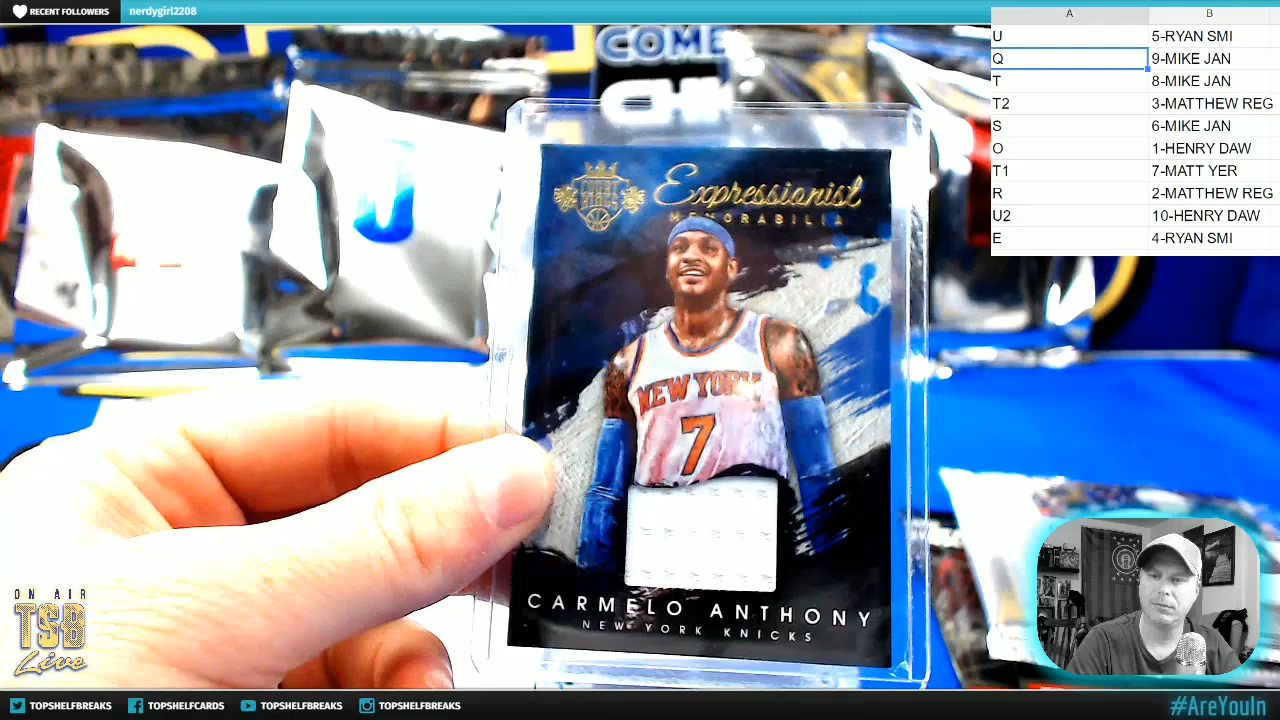 RECENT FOLLOWERS
nerdygirl2208
A B
U 5-RYAN SMI
Q 9-MIKE JAN
T 8-MIKE JAN
T2 3-MATTHEW REG
S 6-MIKE JAN
O 1-HENRY DAW
T1 7-MATT YER
R 2-MATTHEW REG
U2 10-HENRY DAW
E 4-RYAN SMI
COURT KINGS
Expressionist
MEMORABILIA
NEW YORK
7
CARMELO ANTHONY
NEW YORK KNICKS
ON AIR
TSB
Live
TOPSHELFBREAKS
TOPSHELFCARDS
TOPSHELFBREAKS
TOPSHELFBREAKS
#AreYouIn